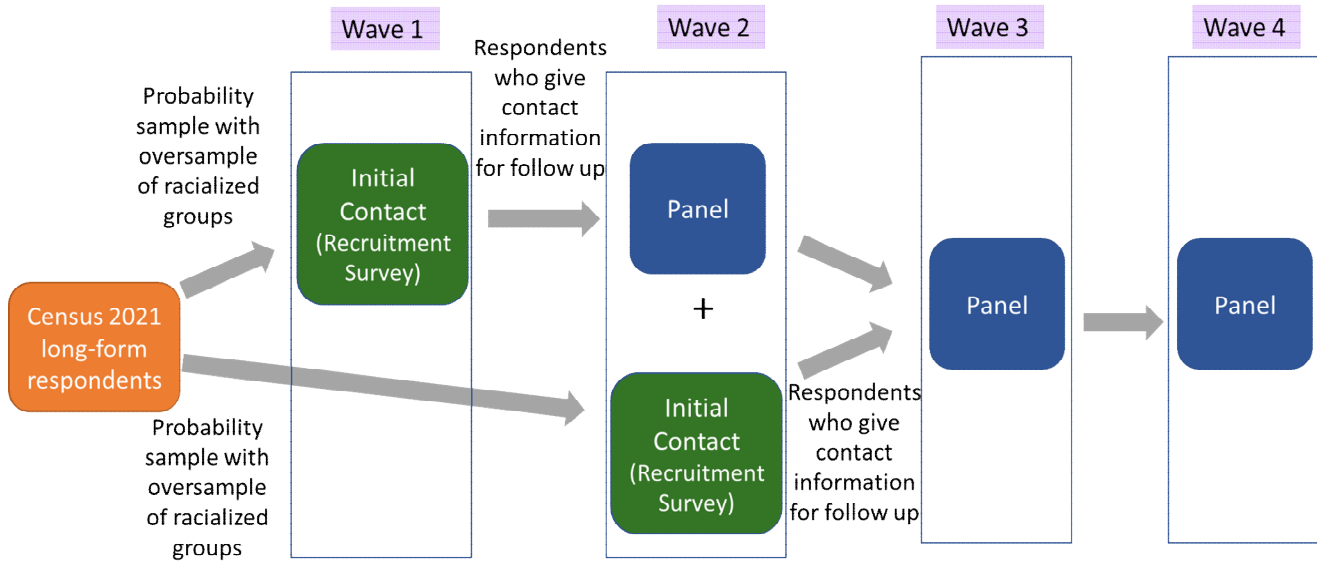 Wave 1
Wave 2
Wave 3
Wave 4
Probability
sample with
oversample
of racialized
groups
Respondents
who give
contact
information
for follow up
Initial
Contact
(Recruitment
Survey)
Panel
+
Census 2021
long-form
respondents
Panel
Panel
Initial
Contact
(Recruitment
Survey)
Respondents
who give
contact
information
for follow up
Probability
sample with
oversample
of racialized
groups